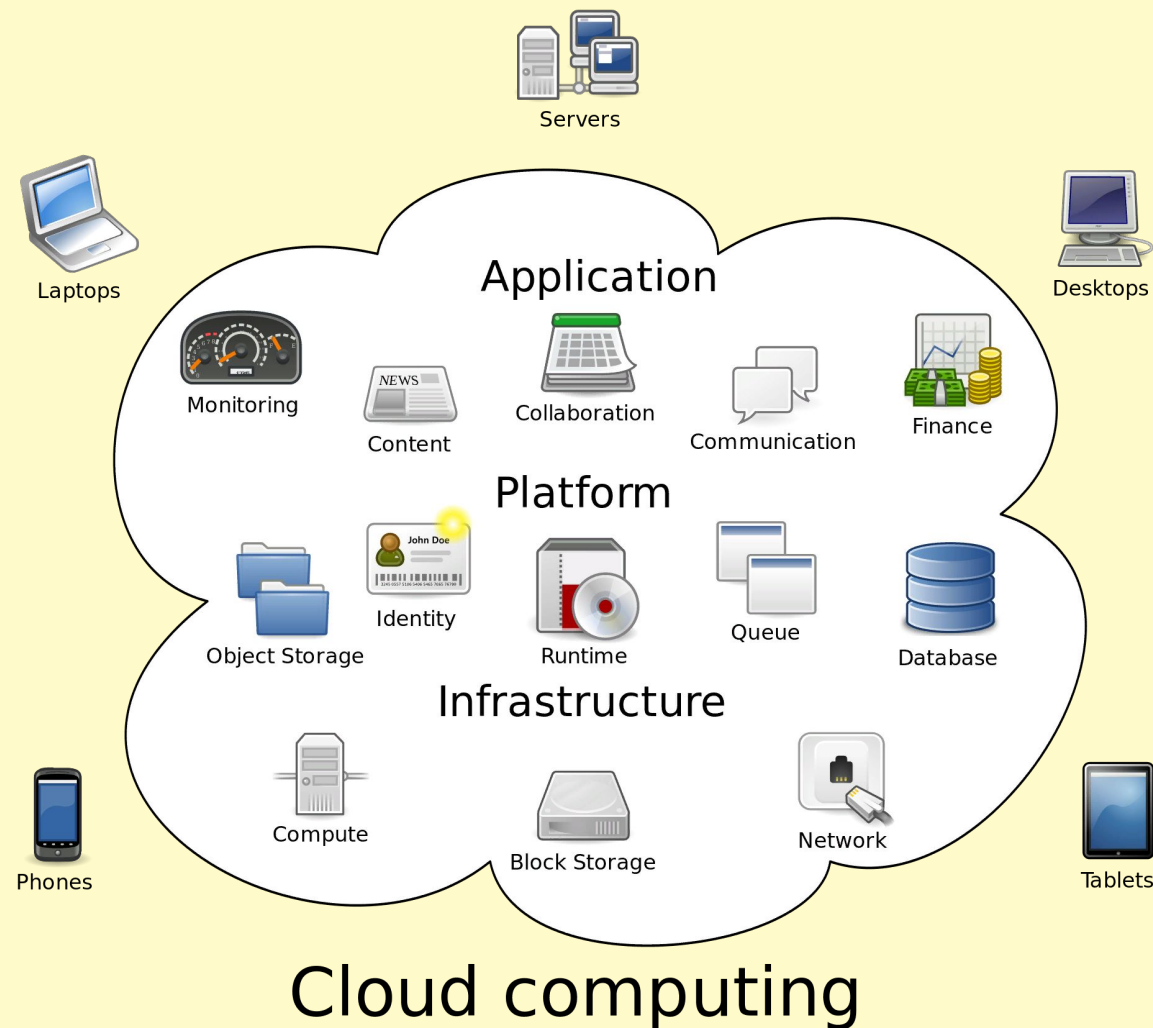 Servers
Laptops
Desktops
Application
Monitoring
NEWS
Content
Collaboration
Communication
Finance
Platform
Object Storage
John Doe
Identity
Runtime
Queue
Database
Infrastructure
Compute
Block Storage
Network
Phones
Tablets
Cloud computing